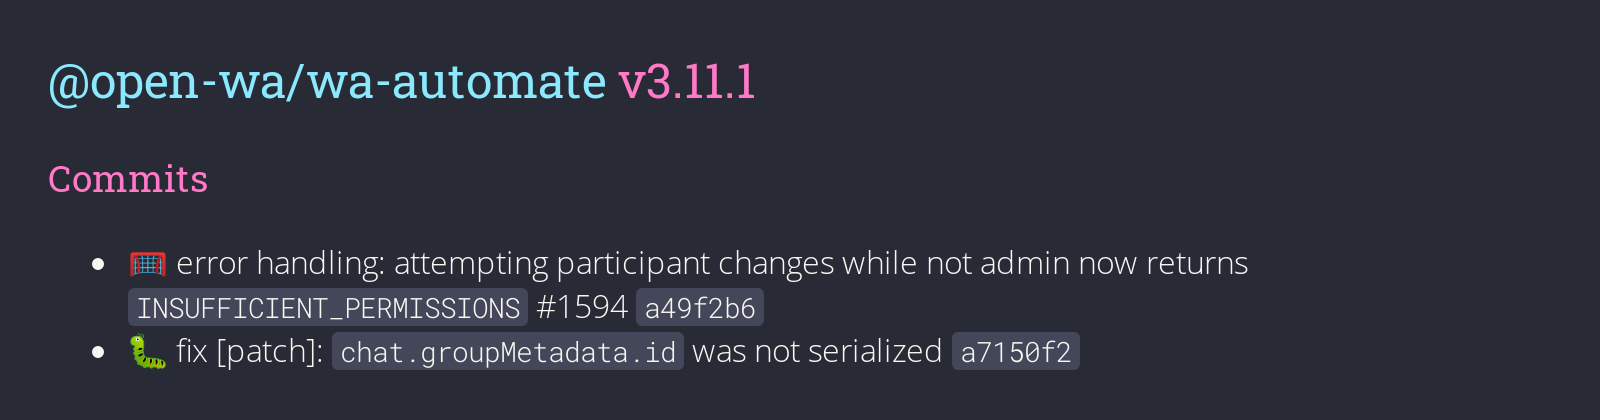 @open-wa/wa-automate v3.11.1
Commits
• 🥅 error handling: attempting participant changes while not admin now returns
INSUFFICIENT_PERMISSIONS #1594 a49f2b6
• 🐛 fix [patch]: chat.groupMetadata.id was not serialized a7150f2